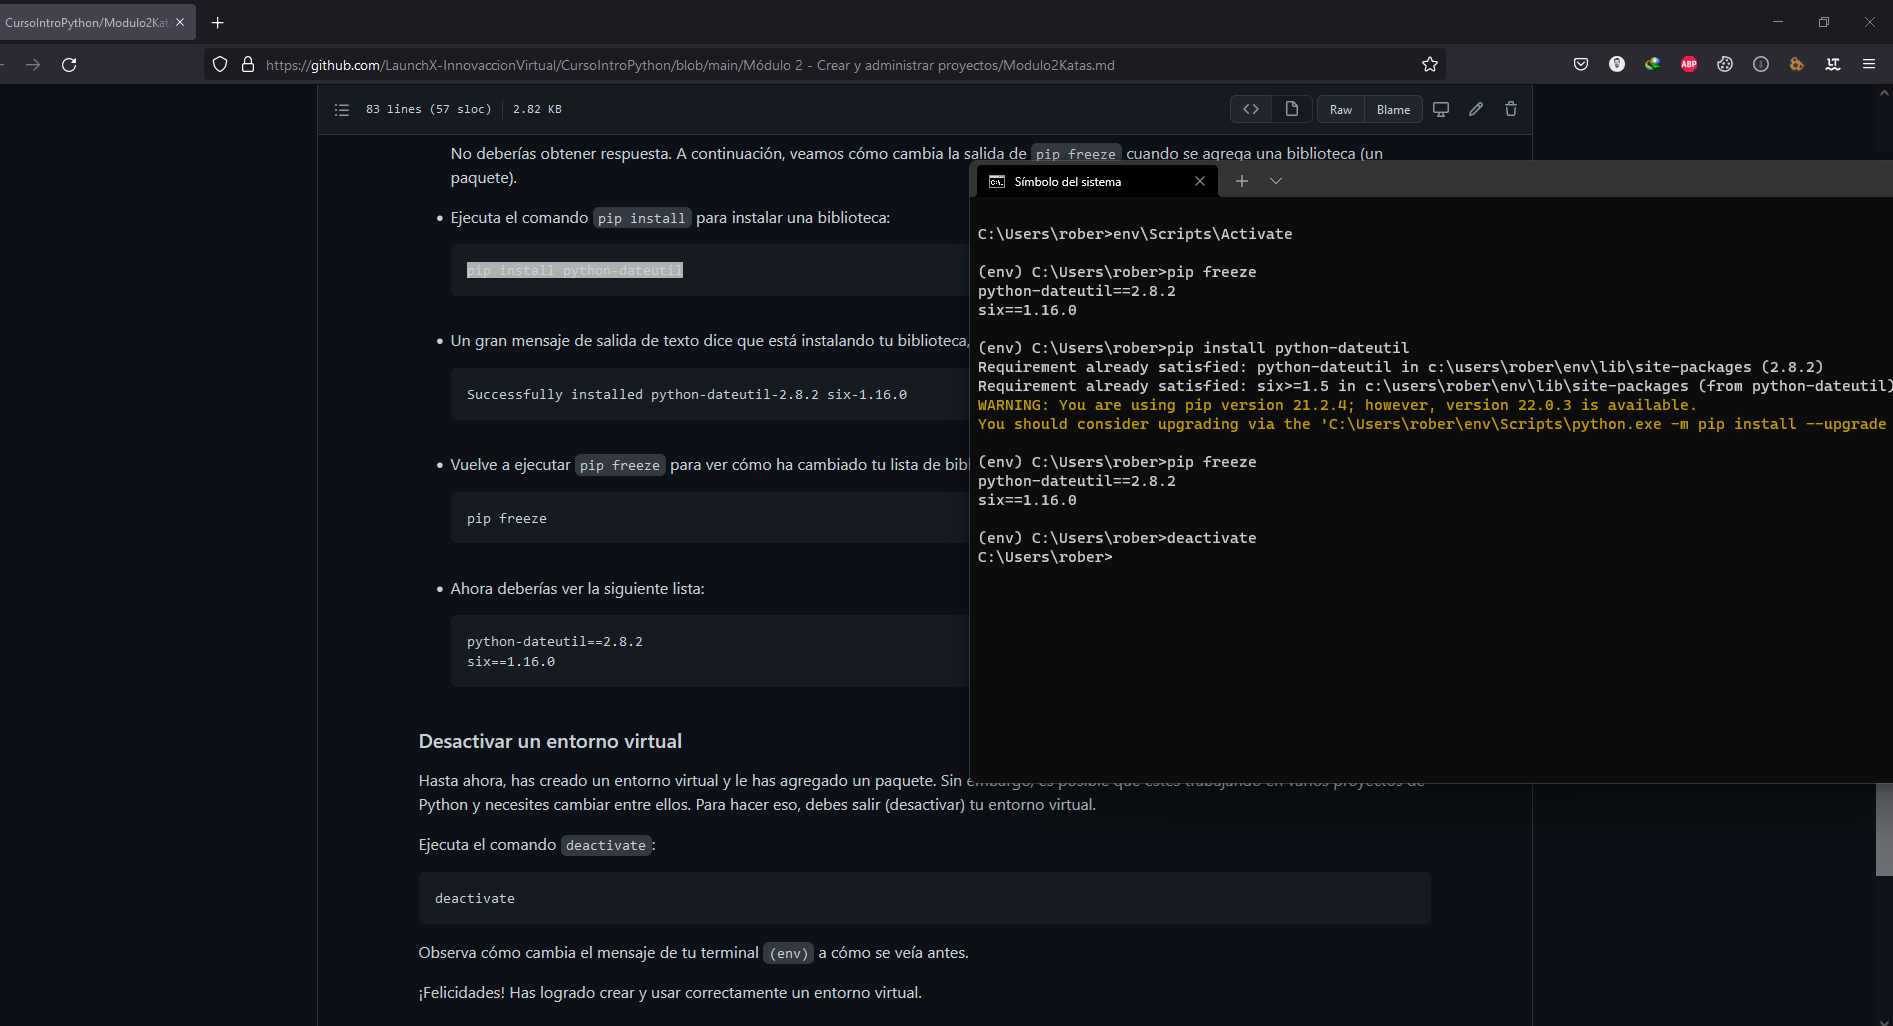 CursoIntroPython/Modulo2Kat
https://github.com/LaunchX-InnovaccionVirtual/CursoIntroPython/blob/main/Módulo 2 - Crear y administrar proyectos/Modulo2Katas.md
ABP
83 lines (57 sloc) 2.82 KB
Raw
Blame
No deberías obtener respuesta. A continuación, veamos cómo cambia la salida de pip freeze cuando se agrega una biblioteca (un
paquete).
• Ejecuta el comando pip install para instalar una biblioteca:
pip install python-dateutil
• Un gran mensaje de salida de texto dice que está instalando tu biblioteca,
Successfully installed python-dateutil-2.8.2 six-1.16.0
• Vuelve a ejecutar pip freeze para ver cómo ha cambiado tu lista de bibl
pip freeze
• Ahora deberías ver la siguiente lista:
python-dateutil==2.8.2
six==1.16.0
Desactivar un entorno virtual
Hasta ahora, has creado un entorno virtual y le has agregado un paquete. Sin embargo, es posible que estés trabajando en varios proyectos de
Python y necesites cambiar entre ellos. Para hacer eso, debes salir (desactivar) tu entorno virtual.
Ejecuta el comando deactivate:
deactivate
Observa cómo cambia el mensaje de tu terminal (env) a cómo se veía antes.
¡Felicidades! Has logrado crear y usar correctamente un entorno virtual.
Símbolo del sistema
C:\Users\rober>env\Scripts\Activate
(env) C:\Users\rober>pip freeze
python-dateutil==2.8.2
six==1.16.0
(env) C:\Users\rober>pip install python-dateutil
Requirement already satisfied: python-dateutil in c:\users\rober\env\lib\site-packages (2.8.2)
Requirement already satisfied: six>=1.5 in c:\users\rober\env\lib\site-packages (from python-dateutil)
WARNING: You are using pip version 21.2.4; however, version 22.0.3 is available.
You should consider upgrading via the 'C:\Users\rober\env\Scripts\python.exe -m pip install --upgrade
(env) C:\Users\rober>pip freeze
python-dateutil==2.8.2
six==1.16.0
(env) C:\Users\rober>deactivate
C:\Users\rober>